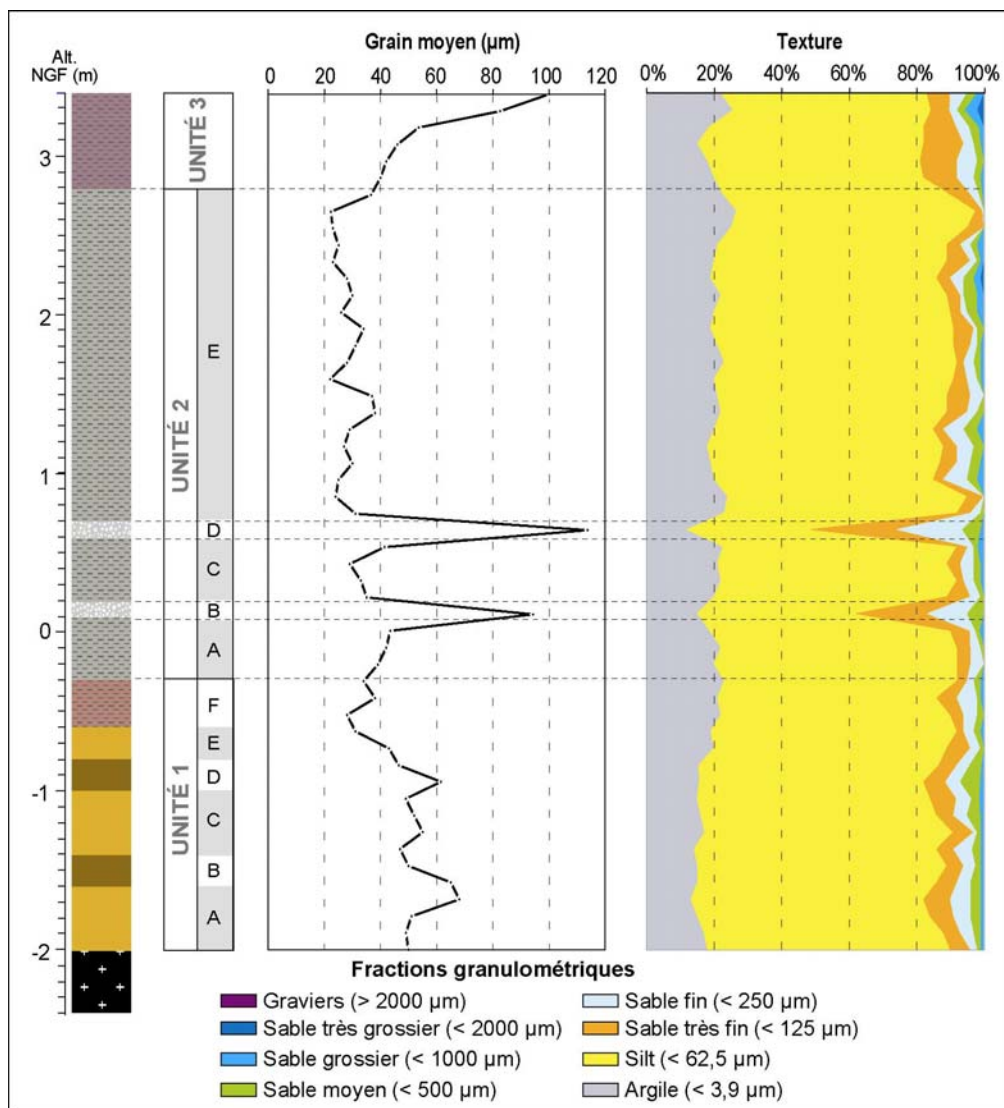 Alt.
NGF (m)
Grain moyen (µm)
Texture
0 20 40 60 80 100 120
0% 20% 40% 60% 80% 100%
3
2
1
0
-1
-2
UNITÉ 3
UNITÉ 2
E
D
C
B
A
UNITÉ 1
F
E
D
C
B
A
Fractions granulométriques
Graviers (> 2000 µm)
Sable très grossier (< 2000 µm)
Sable grossier (< 1000 µm)
Sable moyen (< 500 µm)
Sable fin (< 250 µm)
Sable très fin (< 125 µm)
Silt (< 62,5 µm)
Argile (< 3,9 µm)